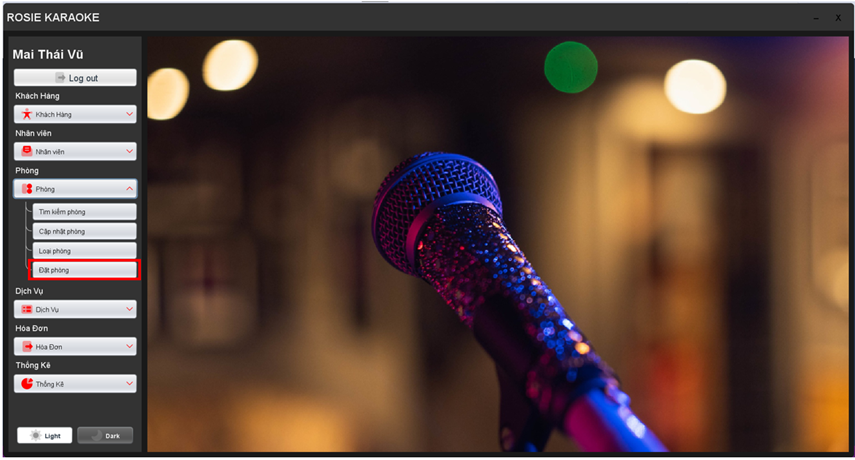 ROSIE KARAOKE
Mai Thái Vũ
Log out
Khách Hàng
Khách Hàng
Nhân viên
Nhân viên
Phòng
Phòng
Tìm kiếm phòng
Cập nhật phòng
Loại phòng
Đặt phòng
Dịch Vụ
Dịch Vụ
Hóa Đơn
Hóa Đơn
Thống Kê
Thống Kê
Light
Dark